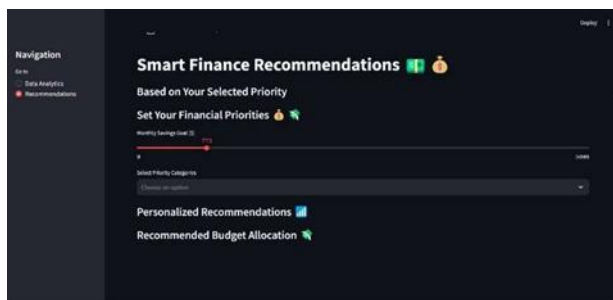 Deploy
Navigation
Go to
Data Analytics
Recommendations
Smart Finance Recommendations 💵 💰
Based on Your Selected Priority
Set Your Financial Priorities 💰 💸
Monthly Savings Goal
0
Select Priority Categories
Choose an option
Personalized Recommendations 📊
Recommended Budget Allocation 💸